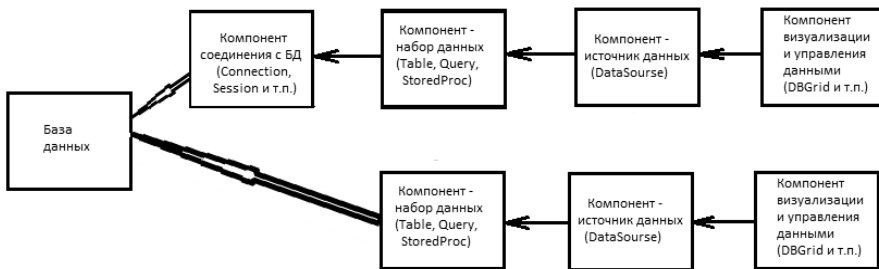 Компонент
соединения с БД
(Connection,
Session и т.п.)
Компонент -
набор данных
(Table, Query,
StoredProc)
Компонент -
источник данных
(DataSourse)
Компонент
визуализации
и управления
данными
(DBGrid и т.п.)
База
данных
Компонент -
набор данных
(Table, Query,
StoredProc)
Компонент -
источник данных
(DataSourse)
Компонент
визуализации
и управления
данными
(DBGrid и т.п.)